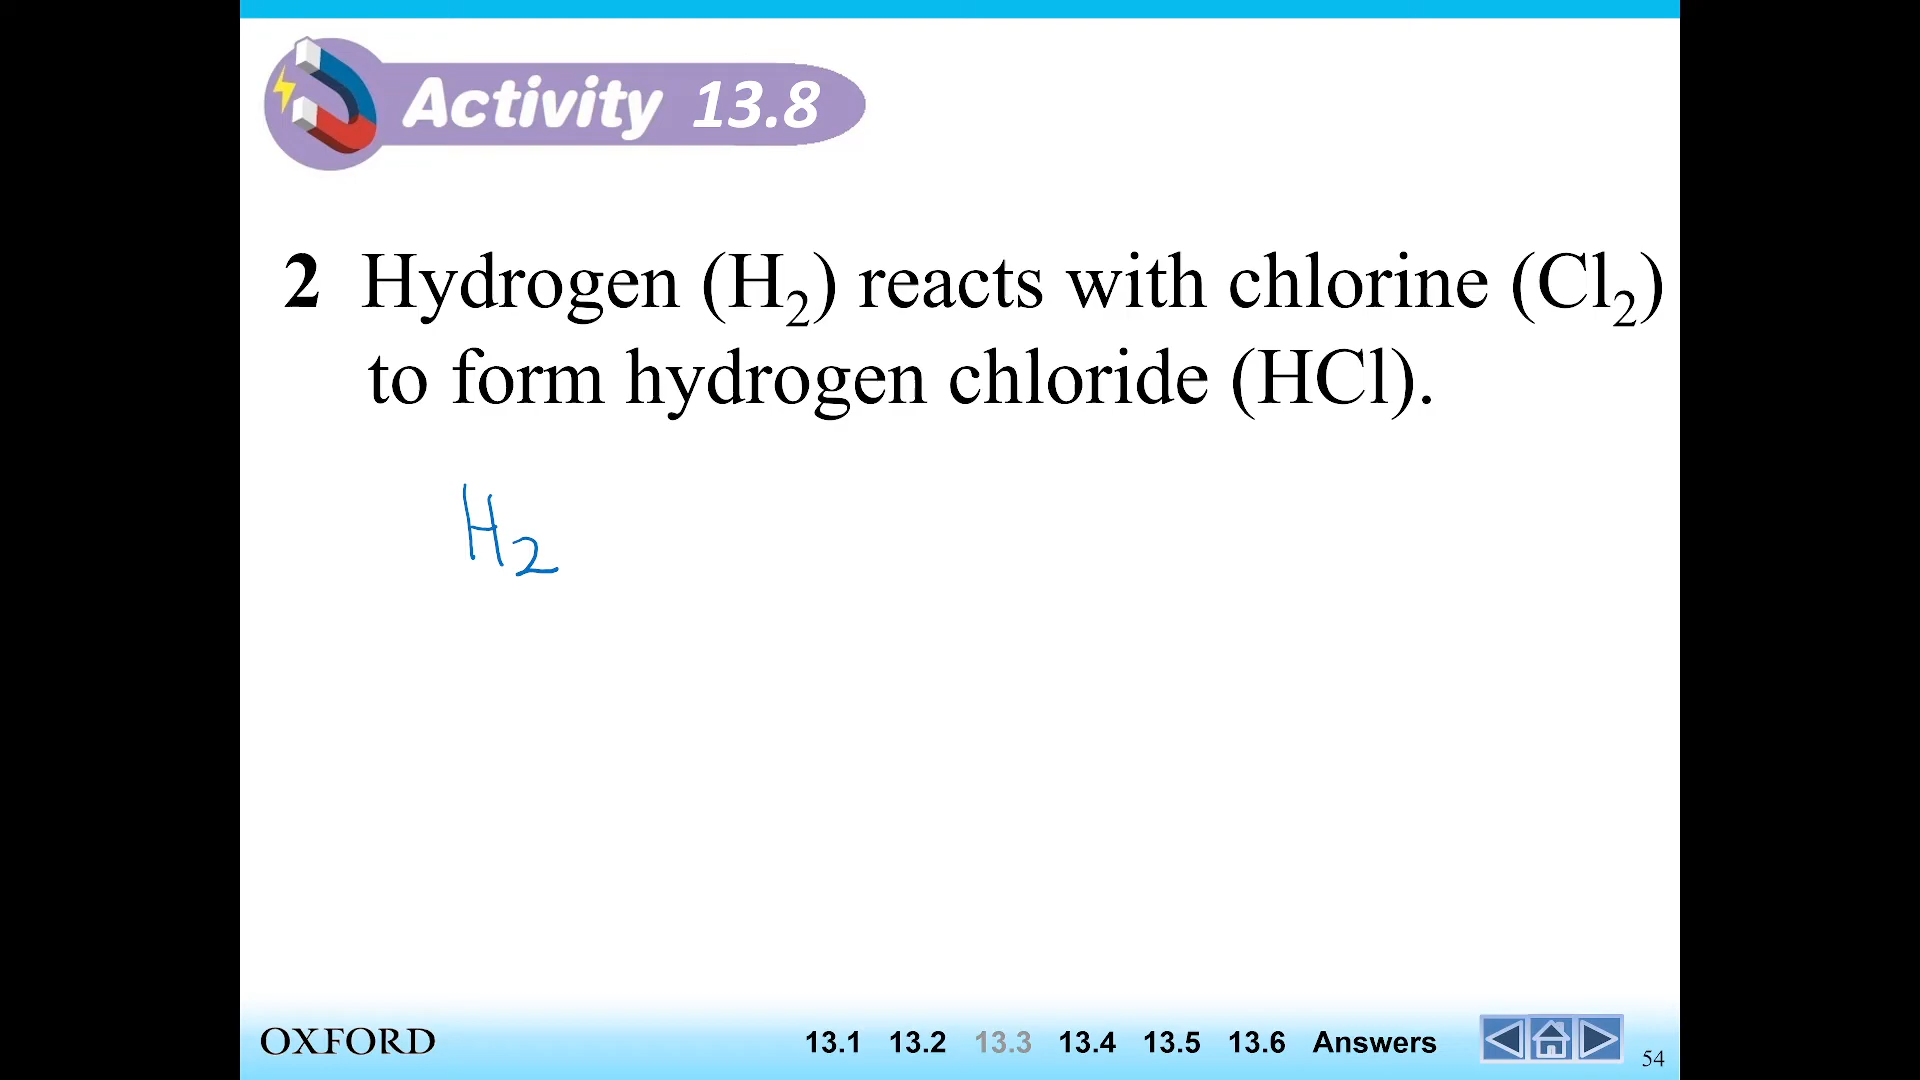 Activity 13.8
2 Hydrogen (H₂) reacts with chlorine (Cl₂)
to form hydrogen chloride (HCl).
H₂
OXFORD 13.1 13.2 13.3 13.4 13.5 13.6 Answers 54